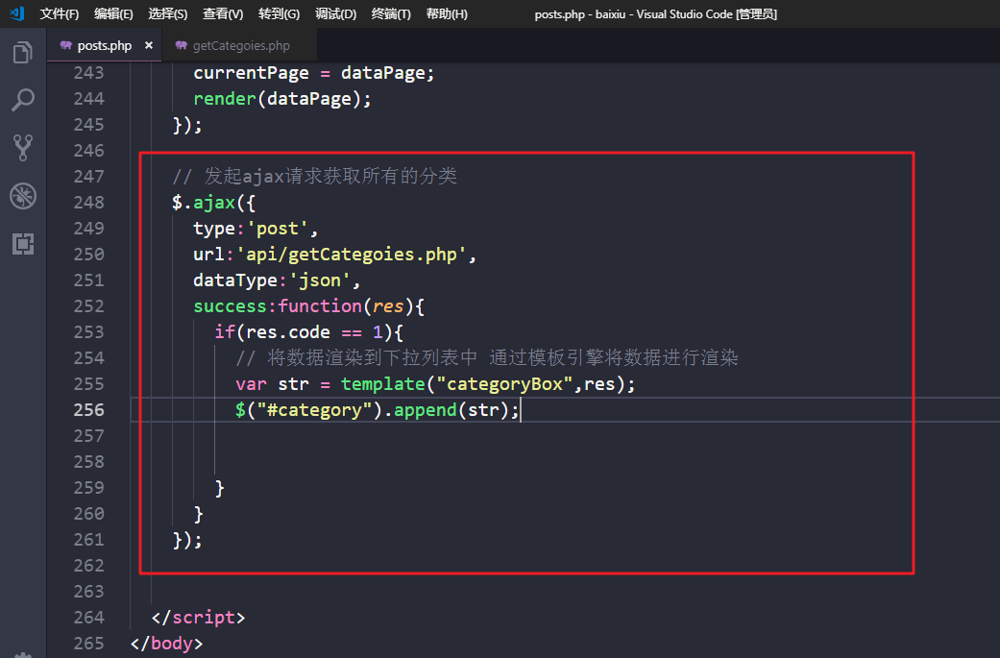 文件(F) 编辑(E) 选择(S) 查看(V) 转到(G) 调试(D) 终端(T) 帮助(H) posts.php - baixiu - Visual Studio Code [管理员]
posts.php × getCategoies.php
243 currentPage = dataPage;
244 render(dataPage);
245 });
246
247 // 发起ajax请求获取所有的分类
248 $.ajax({
249 type:'post',
250 url:'api/getCategoies.php',
251 dataType:'json',
252 success:function(res){
253 if(res.code == 1){
254 // 将数据渲染到下拉列表中 通过模板引擎将数据进行渲染
255 var str = template("categoryBox",res);
256 $("#category").append(str);
257
258
259 }
260 }
261 });
262
263
264 </script>
265 </body>